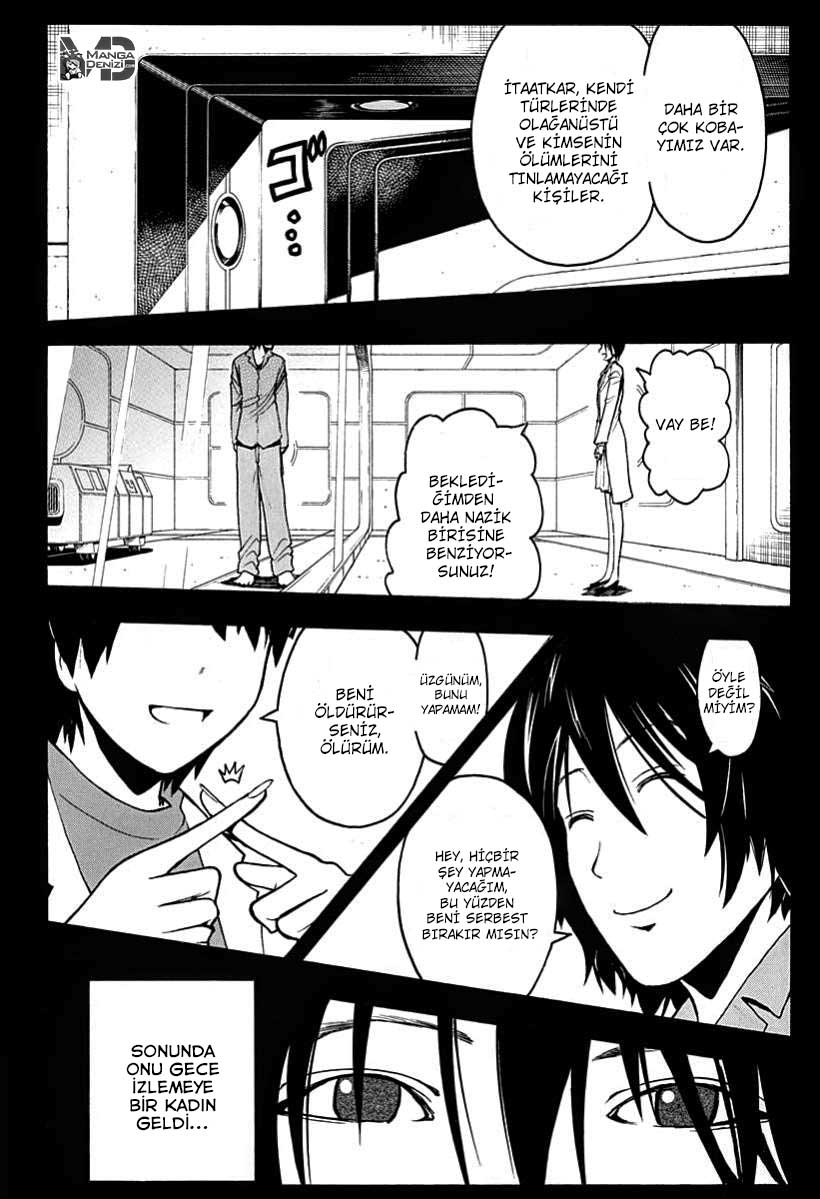 MANGA
DENİZİ.com
DAHA BİR
ÇOK KOBA-
YIMIZ VAR.
İTAATKAR, KENDİ
TÜRLERİNDE
OLAĞANÜSTÜ
VE KİMSENİN
ÖLÜMLERİNİ
TINLAMAYACAĞI
KİŞİLER.
ゴゴ…
VAY BE!
BEKLEDİ-
ĞİMDEN
DAHA NAZİK
BİRİSİNE
BENZİYOR-
SUNUZ!
ÖYLE
DEĞİL
MİYİM?
HEY, HİÇBİR
ŞEY YAPMA-
YACAĞIM,
BU YÜZDEN
BENİ SERBEST
BIRAKIR MISIN?
ÜZGÜNÜM,
BUNU
YAPAMAM!
BENİ
ÖLDÜRÜR-
SENİZ,
ÖLÜRÜM.
SONUNDA
ONU GECE
İZLEMEYE
BİR KADIN
GELDİ...